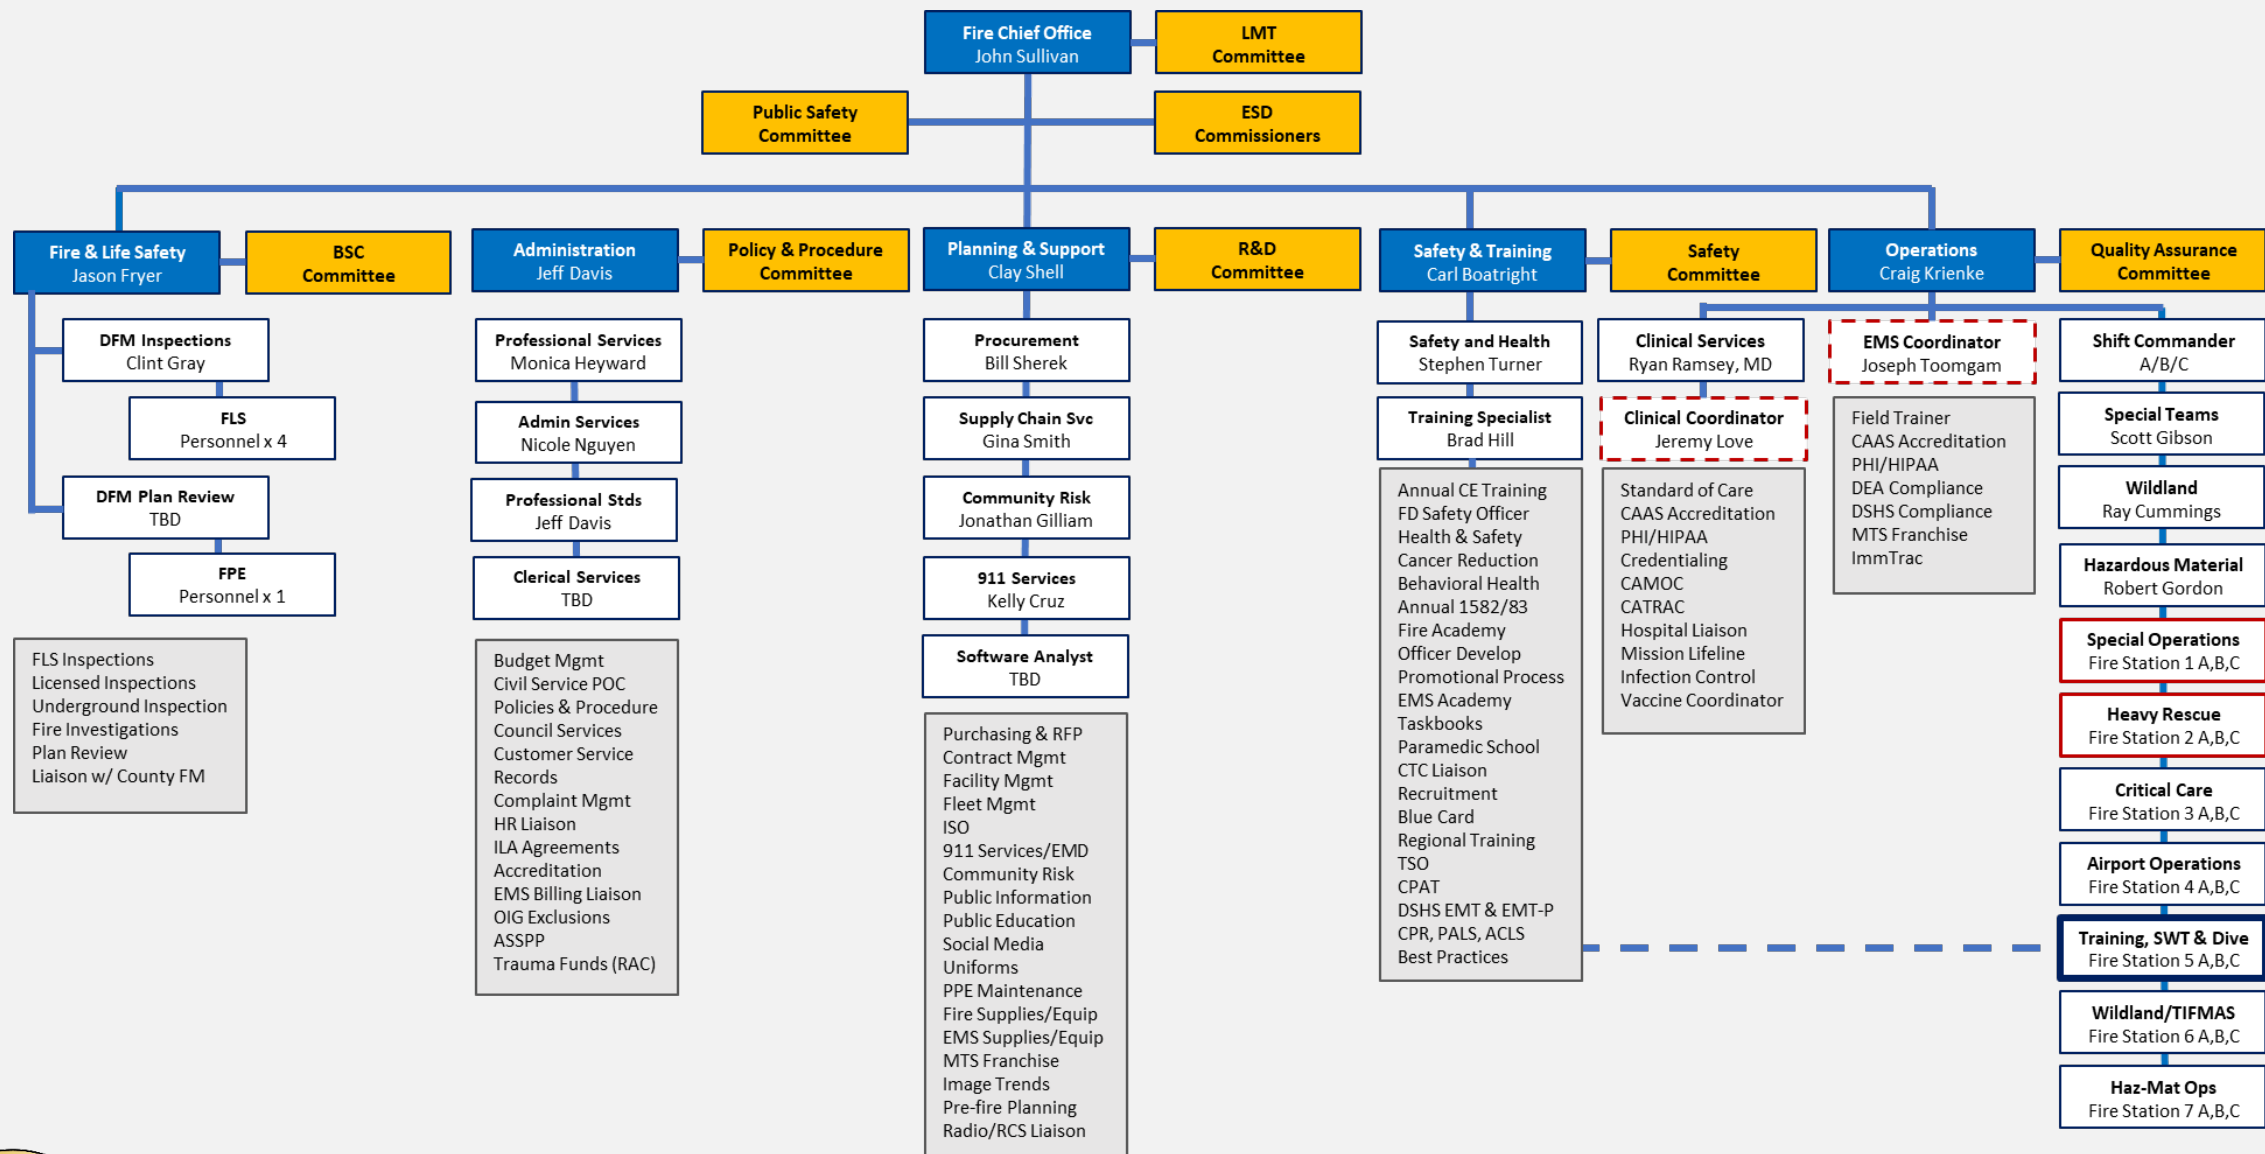 Fire Chief Office
John Sullivan
LMT
Committee
Public Safety
Committee
ESD
Commissioners
Fire & Life Safety
Jason Fryer
BSC
Committee
Administration
Jeff Davis
Policy & Procedure
Committee
Planning & Support
Clay Shell
R&D
Committee
Safety & Training
Carl Boatright
Safety
Committee
Operations
Craig Krienke
Quality Assurance
Committee
DFM Inspections
Clint Gray
FLS
Personnel x 4
DFM Plan Review
TBD
FPE
Personnel x 1
FLS Inspections
Licensed Inspections
Underground Inspection
Fire Investigations
Plan Review
Liaison w/ County FM
Professional Services
Monica Heyward
Admin Services
Nicole Nguyen
Professional Stds
Jeff Davis
Clerical Services
TBD
Budget Mgmt
Civil Service POC
Policies & Procedure
Council Services
Customer Service
Records
Complaint Mgmt
HR Liaison
ILA Agreements
Accreditation
EMS Billing Liaison
OIG Exclusions
ASSPP
Trauma Funds (RAC)
Procurement
Bill Sherek
Supply Chain Svc
Gina Smith
Community Risk
Jonathan Gilliam
911 Services
Kelly Cruz
Software Analyst
TBD
Purchasing & RFP
Contract Mgmt
Facility Mgmt
Fleet Mgmt
ISO
911 Services/EMD
Community Risk
Public Information
Public Education
Social Media
Uniforms
PPE Maintenance
Fire Supplies/Equip
EMS Supplies/Equip
MTS Franchise
Image Trends
Pre-fire Planning
Radio/RCS Liaison
Safety and Health
Stephen Turner
Training Specialist
Brad Hill
Annual CE Training
FD Safety Officer
Health & Safety
Cancer Reduction
Behavioral Health
Annual 1582/83
Fire Academy
Officer Develop
Promotional Process
EMS Academy
Taskbooks
Paramedic School
CTC Liaison
Recruitment
Blue Card
Regional Training
TSO
CPAT
DSHS EMT & EMT-P
CPR, PALS, ACLS
Best Practices
Clinical Services
Ryan Ramsey, MD
Clinical Coordinator
Jeremy Love
Standard of Care
CAAS Accreditation
PHI/HIPAA
Credentialing
CAMOC
CATRAC
Hospital Liaison
Mission Lifeline
Infection Control
Vaccine Coordinator
EMS Coordinator
Joseph Toomgam
Field Trainer
CAAS Accreditation
PHI/HIPAA
DEA Compliance
DSHS Compliance
MTS Franchise
ImmTrac
Shift Commander
A/B/C
Special Teams
Scott Gibson
Wildland
Ray Cummings
Hazardous Material
Robert Gordon
Special Operations
Fire Station 1 A,B,C
Heavy Rescue
Fire Station 2 A,B,C
Critical Care
Fire Station 3 A,B,C
Airport Operations
Fire Station 4 A,B,C
Training, SWT & Dive
Fire Station 5 A,B,C
Wildland/TIFMAS
Fire Station 6 A,B,C
Haz-Mat Ops
Fire Station 7 A,B,C